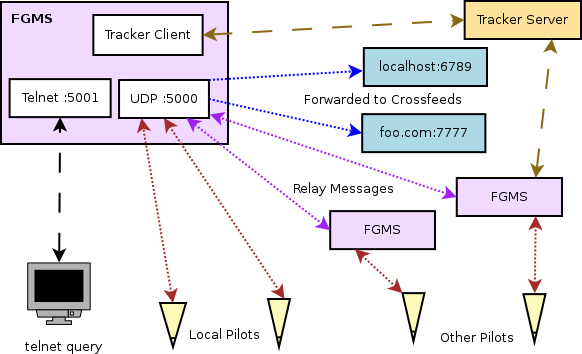 FGMS
Tracker Client
Tracker Server
Telnet :5001
UDP :5000
localhost:6789
Forwarded to Crossfeeds
foo.com:7777
Relay Messages
FGMS
FGMS
Local Pilots
Other Pilots
telnet query